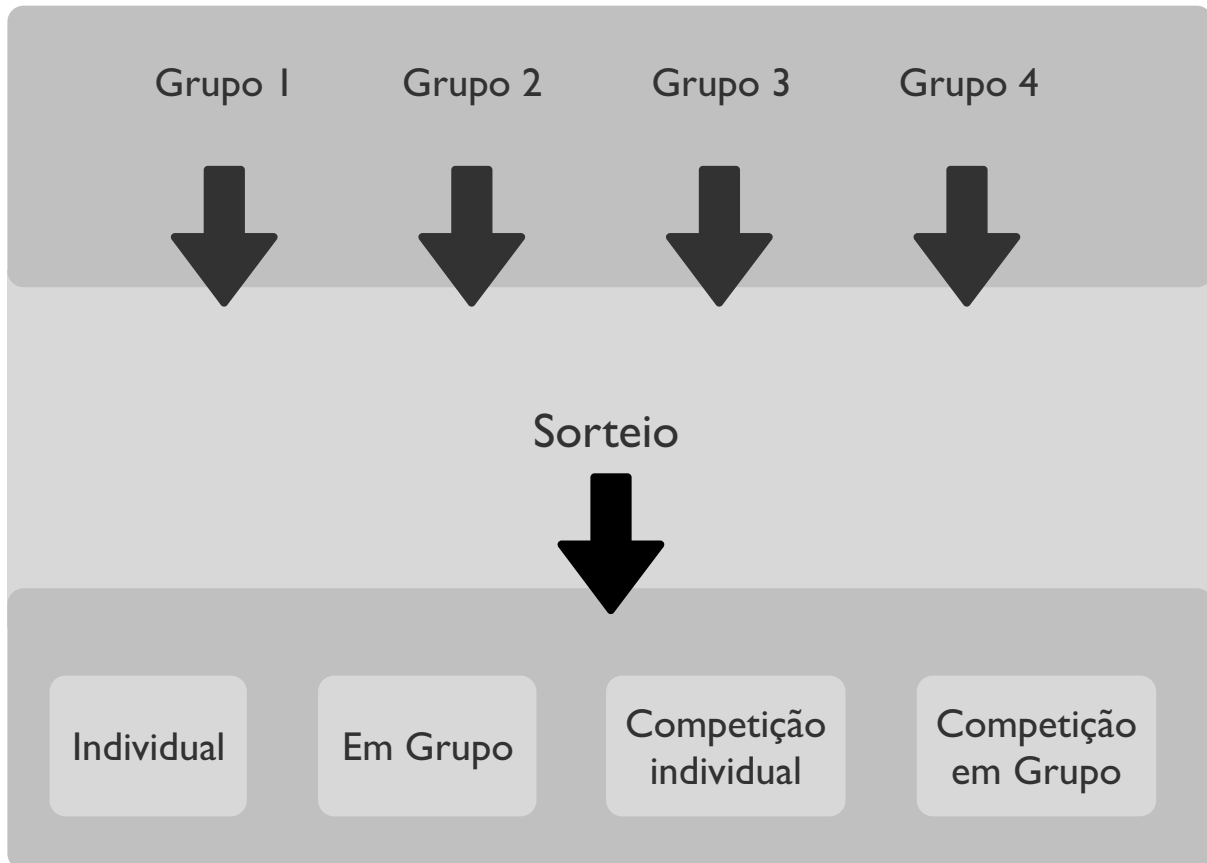 Grupo 1
Grupo 2
Grupo 3
Grupo 4
Sorteio
Individual
Em Grupo
Competição
individual
Competição
em Grupo